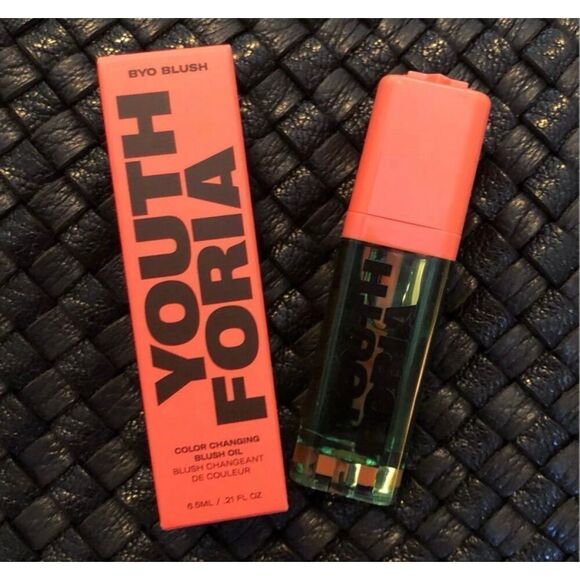 BYO BLUSH
YOUTH
FORIA
COLOR CHANGING
BLUSH OIL
BLUSH CHANGEANT
DE COULEUR
6.5ML / .21 FL OZ
YOUTH
FORIA